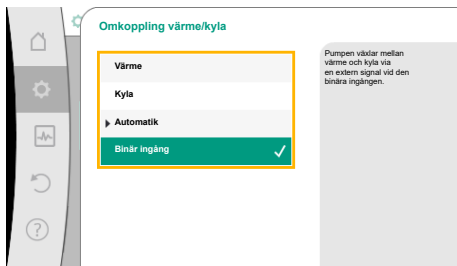 Omkoppling värme/kyla
Värme
Kyla
Automatik
Binär ingång
Pumpen växlar mellan
värme och kyla via
en extern signal vid den
binära ingången.